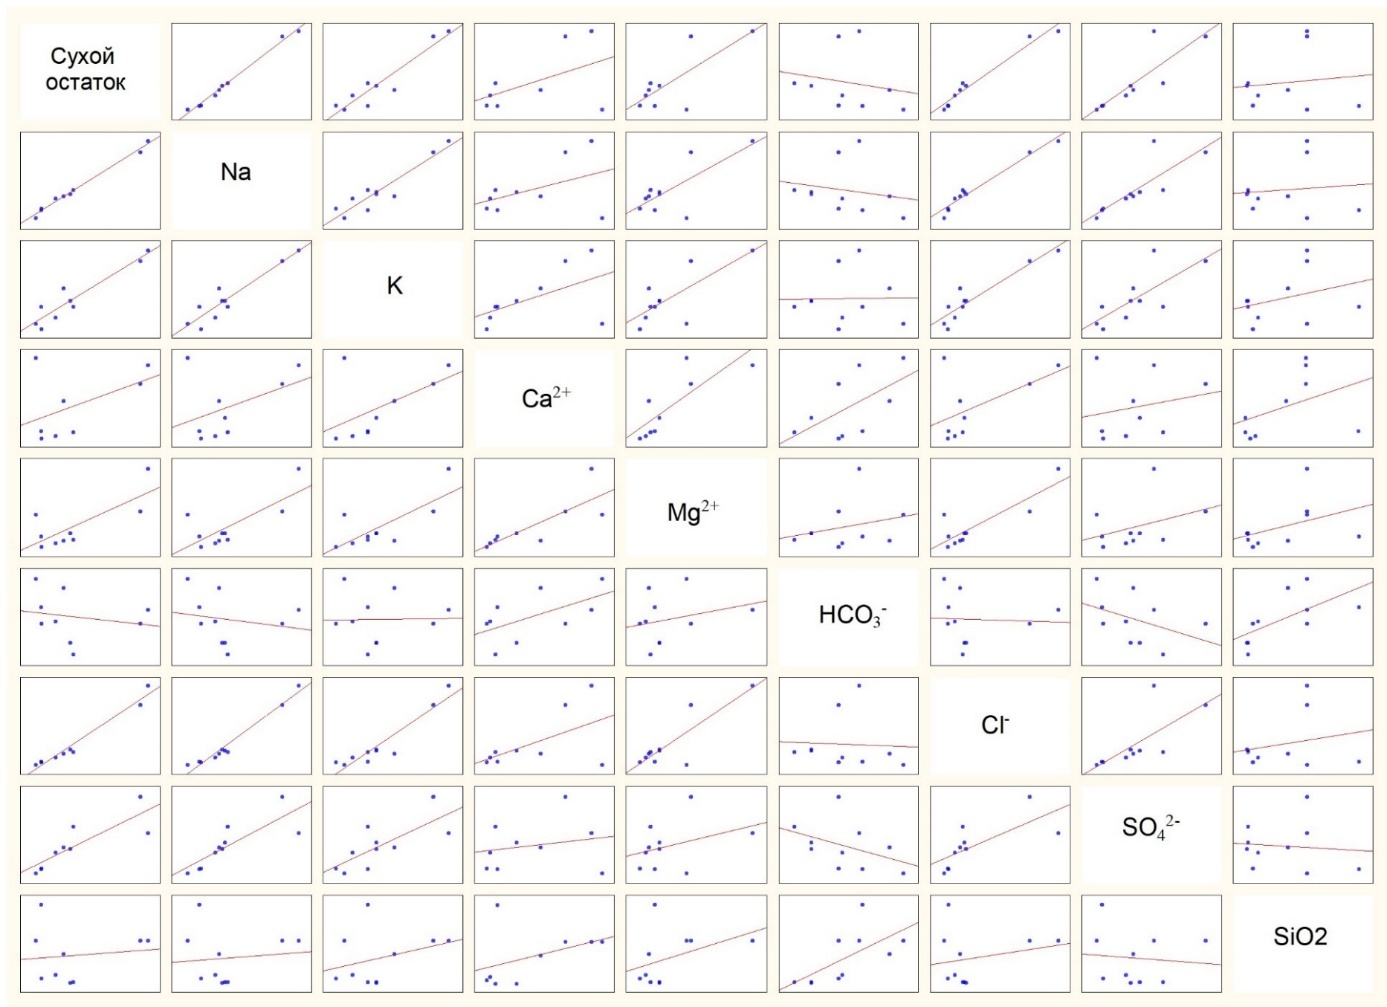 Сухой
остаток
Na
K
Ca²⁺
Mg²⁺
HCO₃⁻
Cl⁻
SO₄²⁻
SiO2